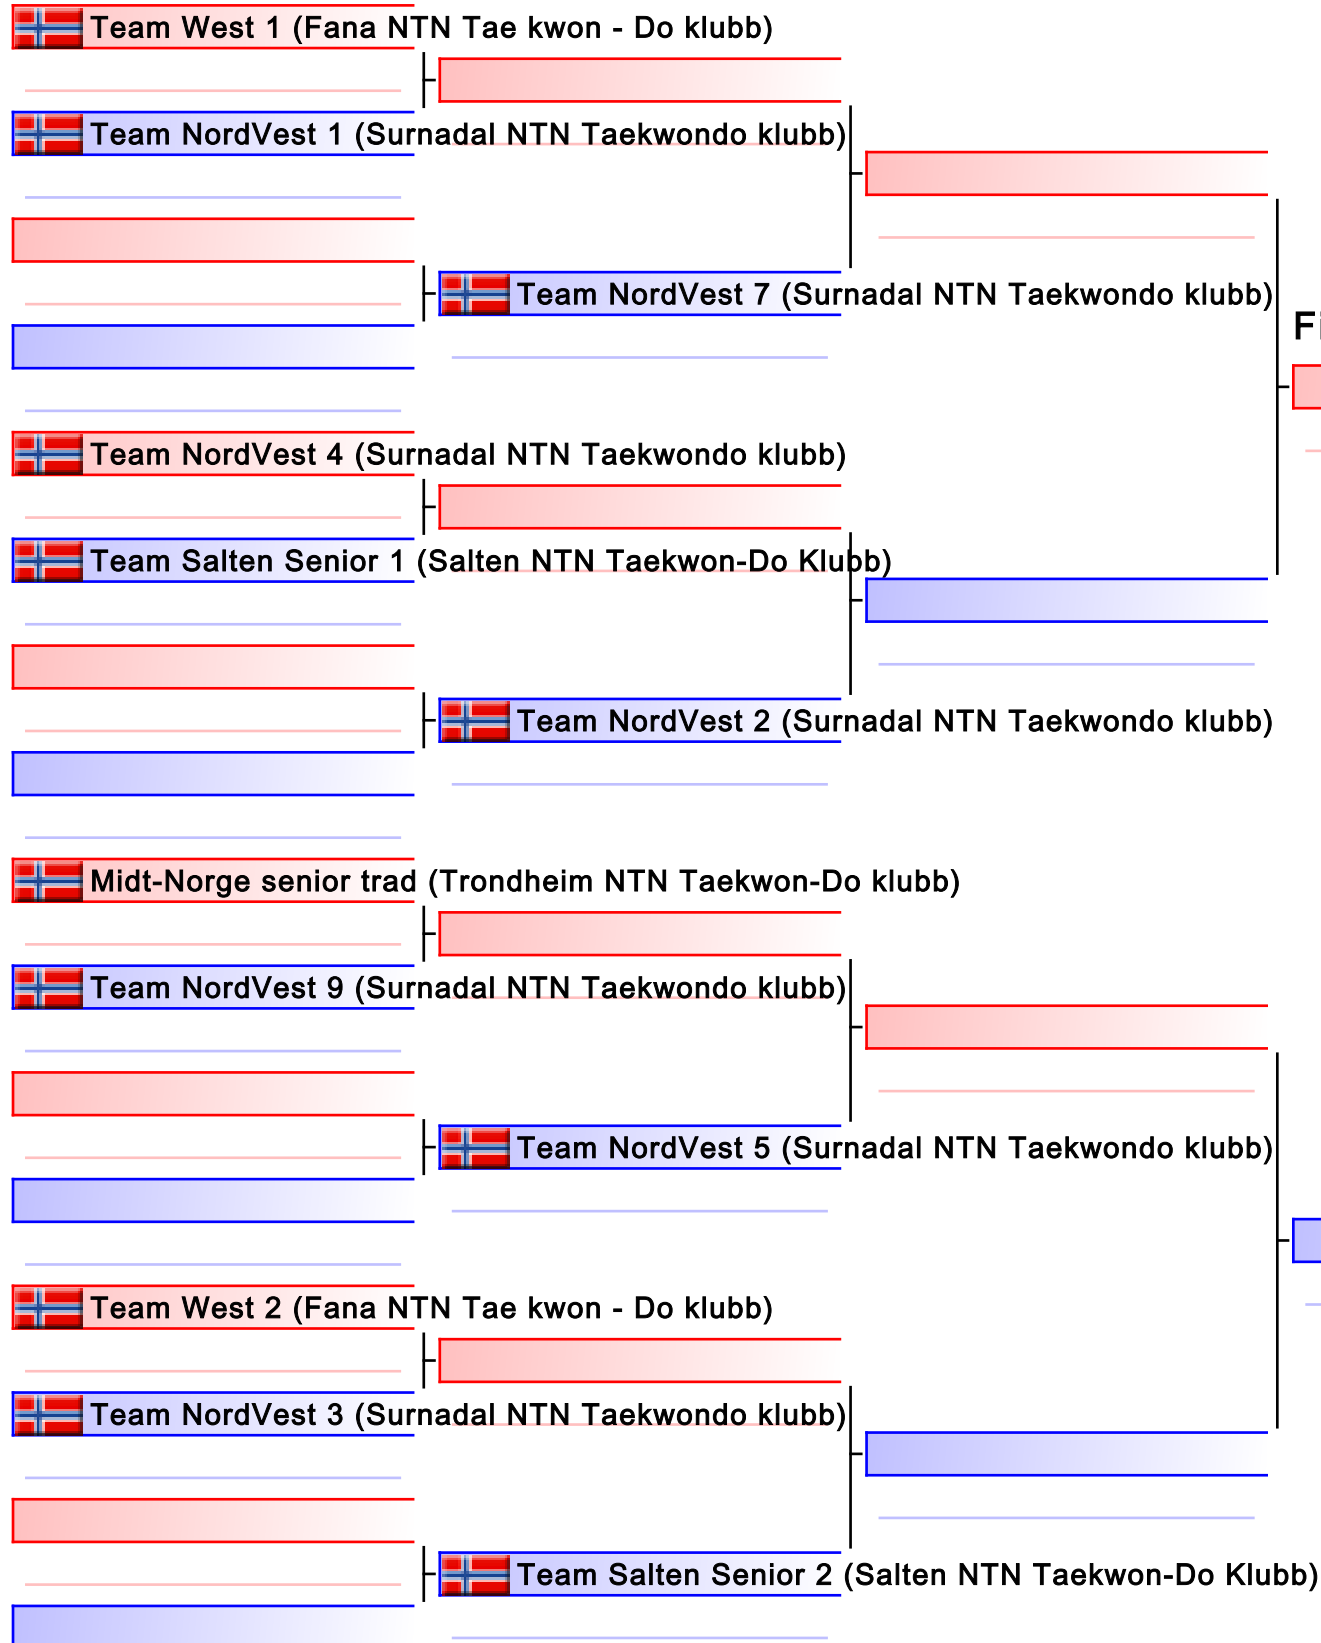 Team West 1 (Fana NTN Tae kwon - Do klubb)
Team NordVest 1 (Surnadal NTN Taekwondo klubb)
Team NordVest 7 (Surnadal NTN Taekwondo klubb)
Fi
Team NordVest 4 (Surnadal NTN Taekwondo klubb)
Team Salten Senior 1 (Salten NTN Taekwon-Do Klubb)
Team NordVest 2 (Surnadal NTN Taekwondo klubb)
Midt-Norge senior trad (Trondheim NTN Taekwon-Do klubb)
Team NordVest 9 (Surnadal NTN Taekwondo klubb)
Team NordVest 5 (Surnadal NTN Taekwondo klubb)
Team West 2 (Fana NTN Tae kwon - Do klubb)
Team NordVest 3 (Surnadal NTN Taekwondo klubb)
Team Salten Senior 2 (Salten NTN Taekwon-Do Klubb)